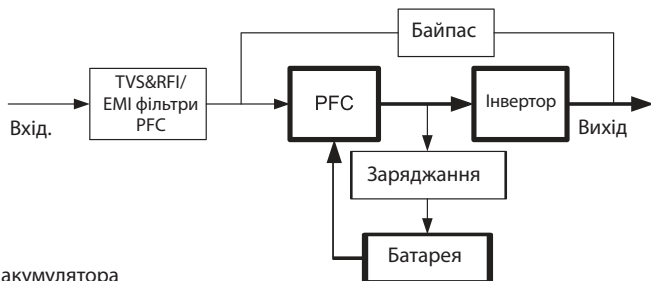 Байпас
TVS&RFI/
EMI фільтри
PFC
PFC
Інвертор
Вхід.
Вихід
Заряджання
Батарея
акумулятора